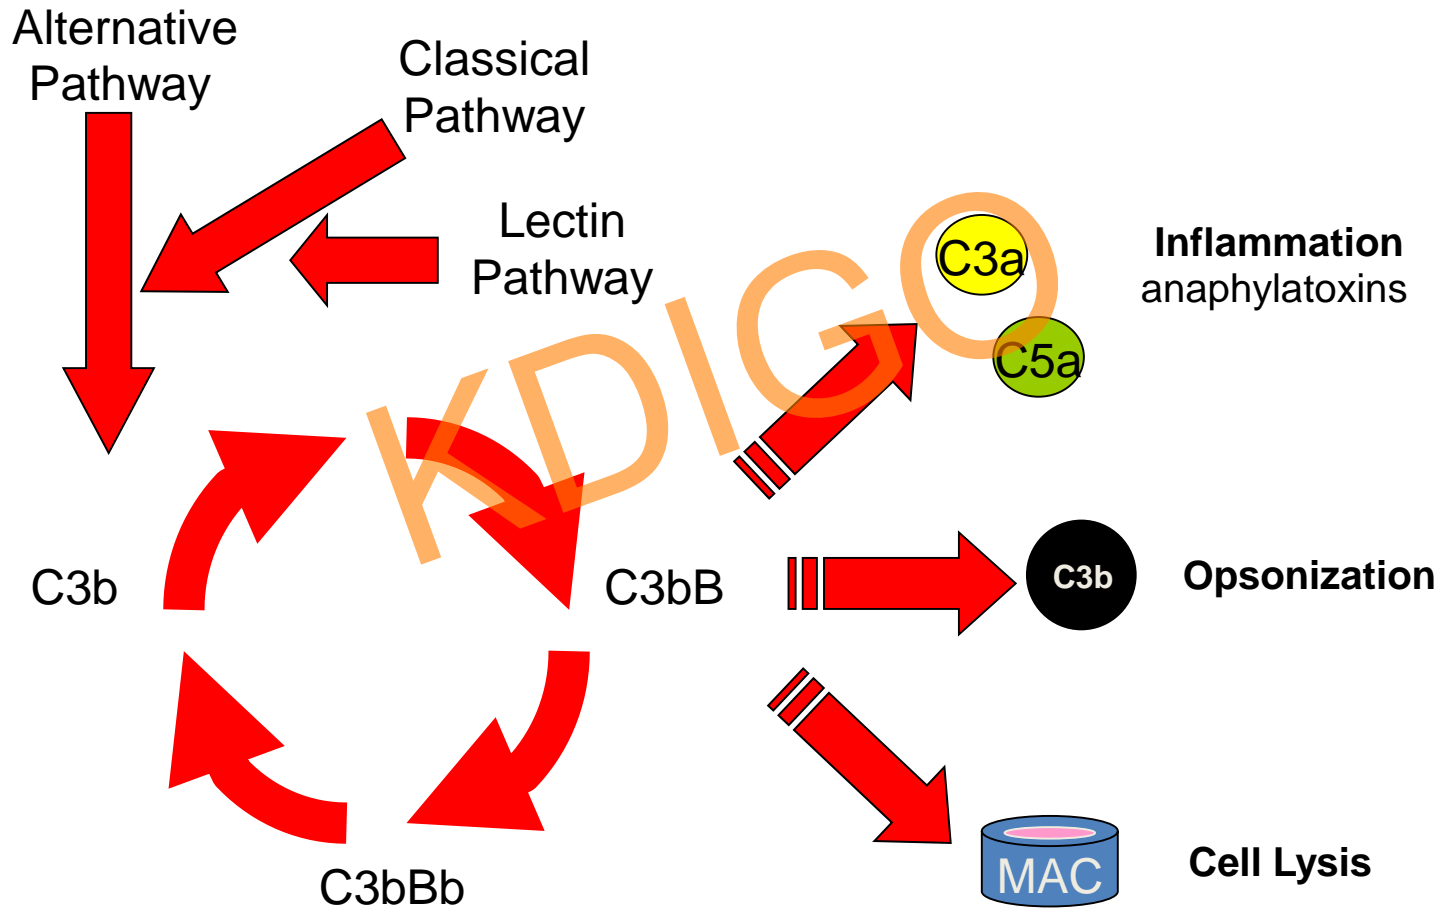 Alternative
Pathway
Classical
Pathway
Lectin
Pathway
KDIGO
C3a
C5a
Inflammation
anaphylatoxins
C3b
C3bB
C3b
Opsonization
C3bBb
MAC
Cell Lysis